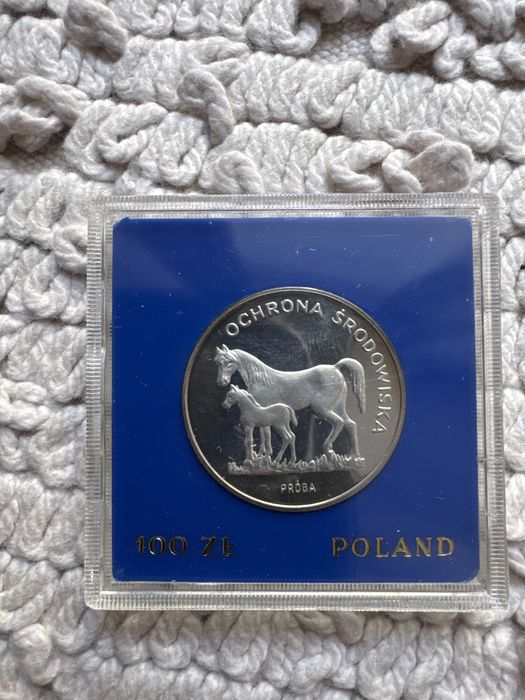 OCHRONA ŚRODOWISKA
PRÓBA
100 ZŁ POLAND